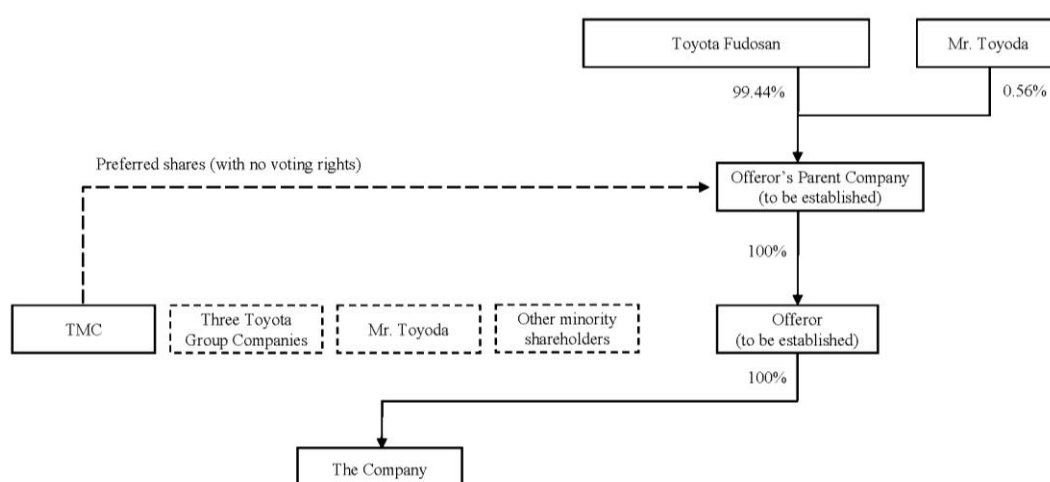 Toyota Fudosan
Mr. Toyoda
99.44%
0.56%
Preferred shares (with no voting rights)
Offeror's Parent Company
(to be established)
100%
TMC
Three Toyota
Group Companies
Mr. Toyoda
Other minority
shareholders
Offeror
(to be established)
100%
The Company